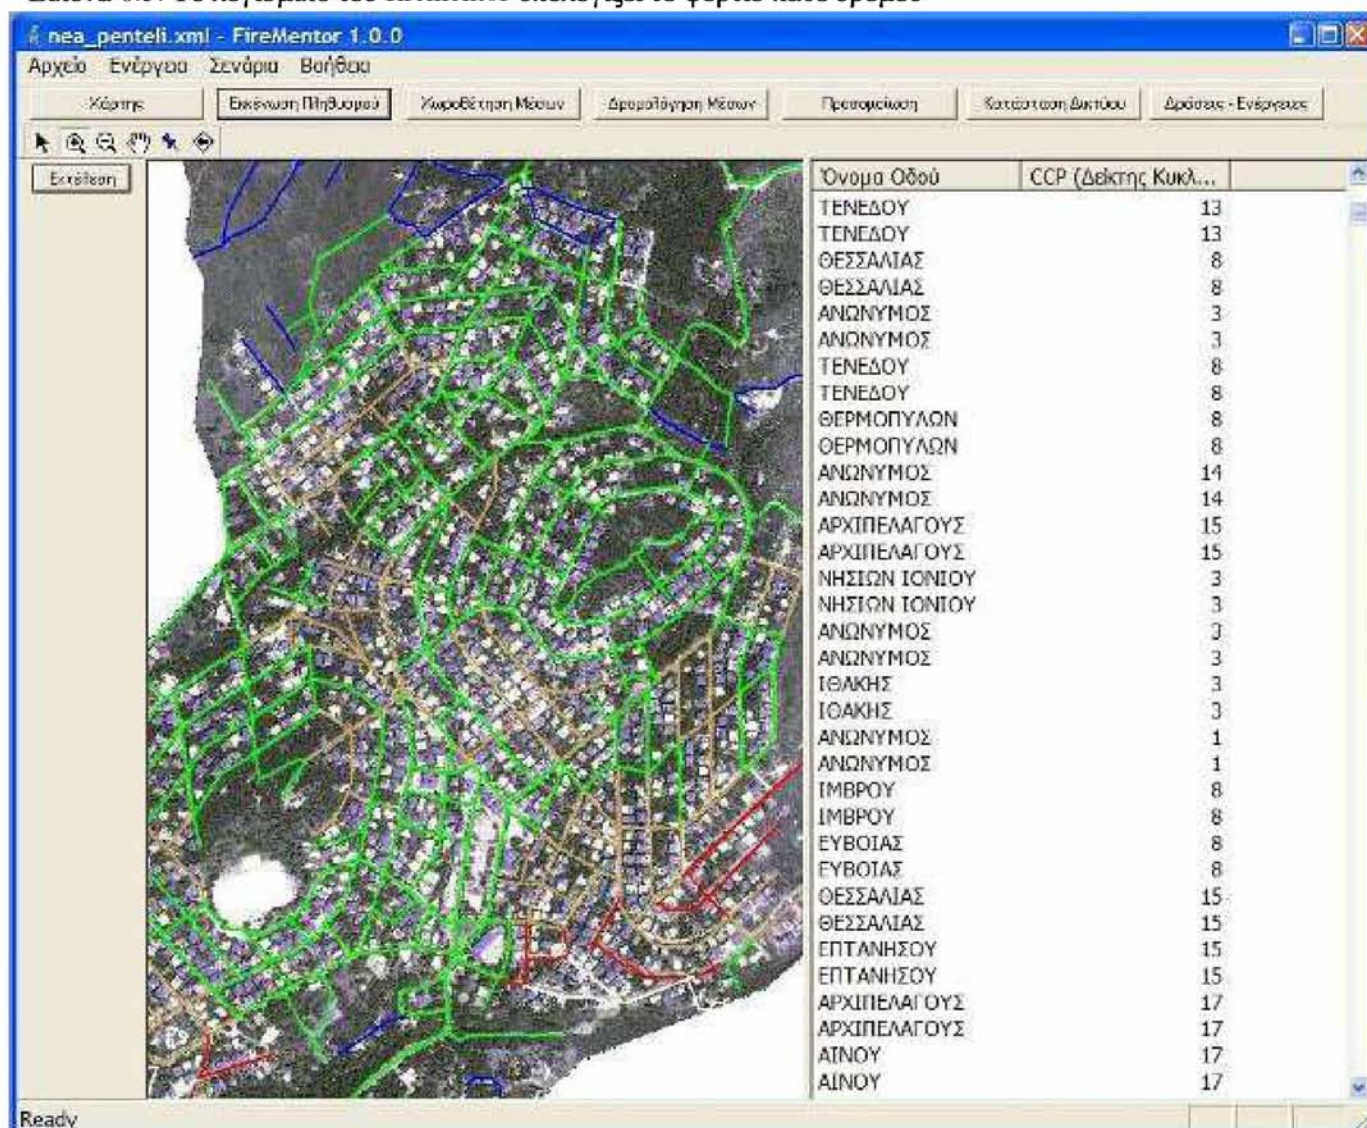 το φορτίο κάθε δρόμου
nea_penteli.xml - FireMentor 1.0.0
Αρχείο Ενέργεια Σενάρια Βοήθεια
Χάρτης Εκκένωση Πληθυσμού Χωροθέτηση Μέσων Δρομολόγηση Μέσων Προσομοίωση Κατάσταση Δικτύου Δράσεις - Ενέργειες
Εκτέλεση
Όνομα Οδού CCP (Δείκτης Κυκλ...
ΤΕΝΕΔΟΥ 13
ΤΕΝΕΔΟΥ 13
ΘΕΣΣΑΛΙΑΣ 8
ΘΕΣΣΑΛΙΑΣ 8
ΑΝΩΝΥΜΟΣ 3
ΑΝΩΝΥΜΟΣ 3
ΤΕΝΕΔΟΥ 8
ΤΕΝΕΔΟΥ 8
ΘΕΡΜΟΠΥΛΩΝ 8
ΘΕΡΜΟΠΥΛΩΝ 8
ΑΝΩΝΥΜΟΣ 14
ΑΝΩΝΥΜΟΣ 14
ΑΡΧΙΠΕΛΑΓΟΥΣ 15
ΑΡΧΙΠΕΛΑΓΟΥΣ 15
ΝΗΣΙΩΝ ΙΟΝΙΟΥ 3
ΝΗΣΙΩΝ ΙΟΝΙΟΥ 3
ΑΝΩΝΥΜΟΣ 3
ΑΝΩΝΥΜΟΣ 3
ΙΘΑΚΗΣ 3
ΙΘΑΚΗΣ 3
ΑΝΩΝΥΜΟΣ 1
ΑΝΩΝΥΜΟΣ 1
ΙΜΒΡΟΥ 8
ΙΜΒΡΟΥ 8
ΕΥΒΟΙΑΣ 8
ΕΥΒΟΙΑΣ 8
ΘΕΣΣΑΛΙΑΣ 15
ΘΕΣΣΑΛΙΑΣ 15
ΕΠΤΑΝΗΣΟΥ 15
ΕΠΤΑΝΗΣΟΥ 15
ΑΡΧΙΠΕΛΑΓΟΥΣ 17
ΑΡΧΙΠΕΛΑΓΟΥΣ 17
ΑΙΝΟΥ 17
ΑΙΝΟΥ 17
Ready